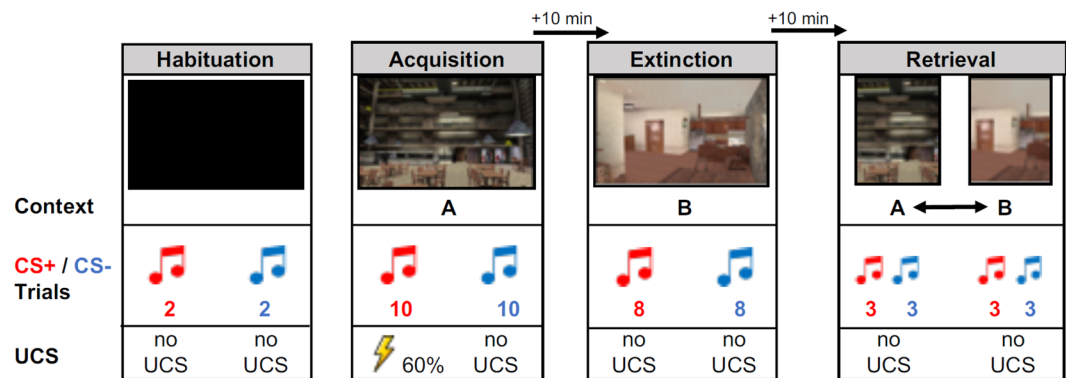 +10 min
+10 min
Habituation
Acquisition
Extinction
Retrieval
Context
A
B
A
B
CS+ / CS-
Trials
2
2
10
10
8
8
3
3
3
3
UCS
no
UCS
no
UCS
60%
no
UCS
no
UCS
no
UCS
no
UCS
no
UCS